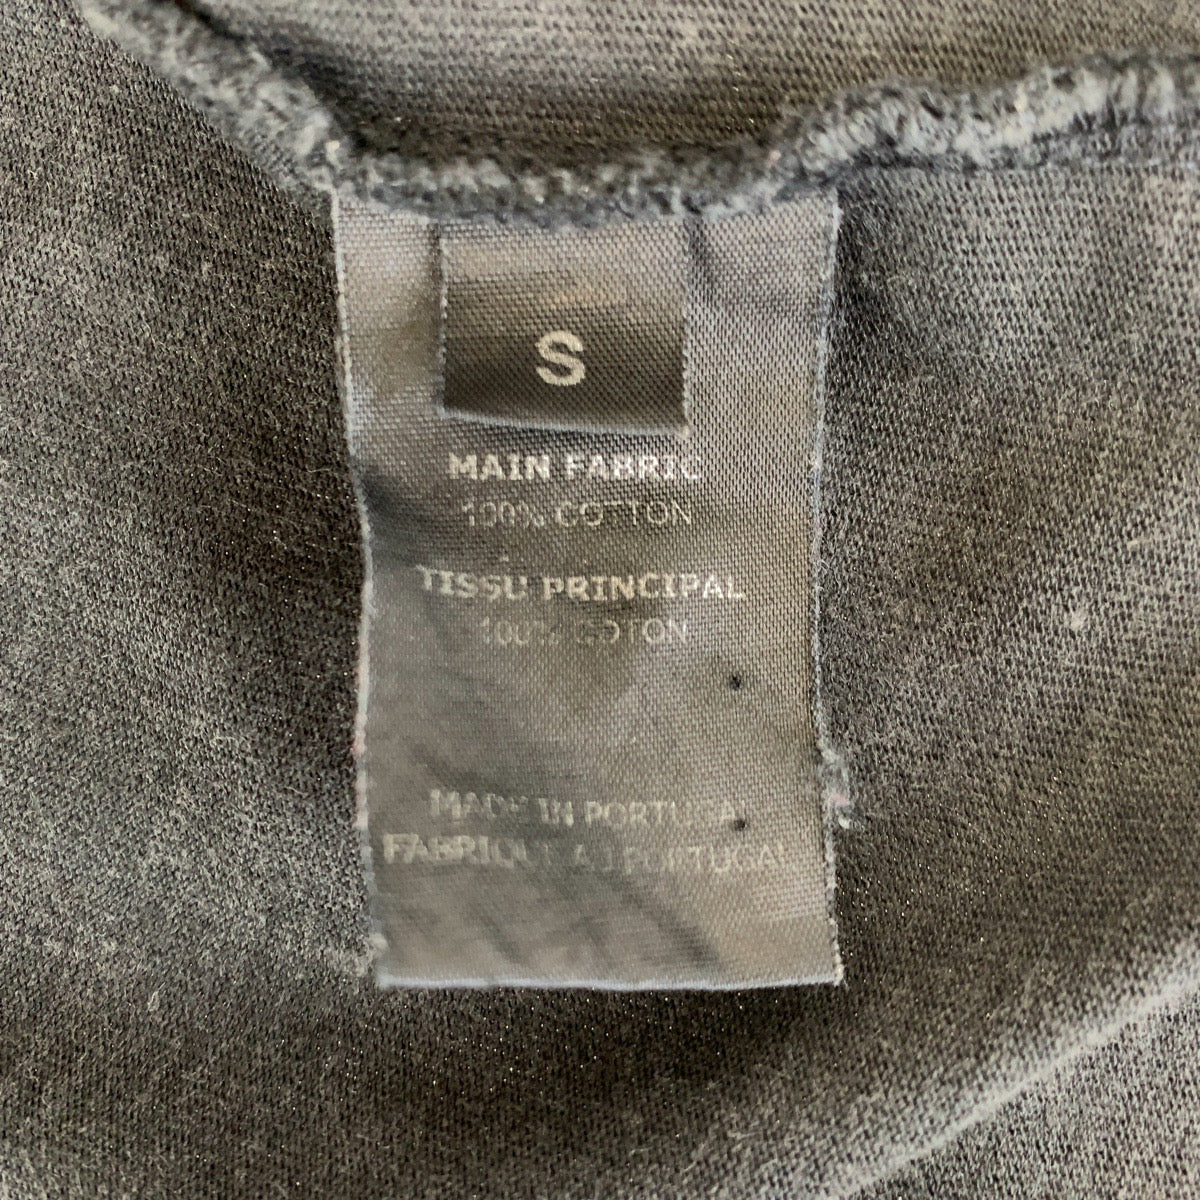 S
MAIN FABRIC
100% COTTON
TISSU PRINCIPAL
100% COTON
MADE IN PORTUGAL
FABRIQUÉ AU PORTUGAL